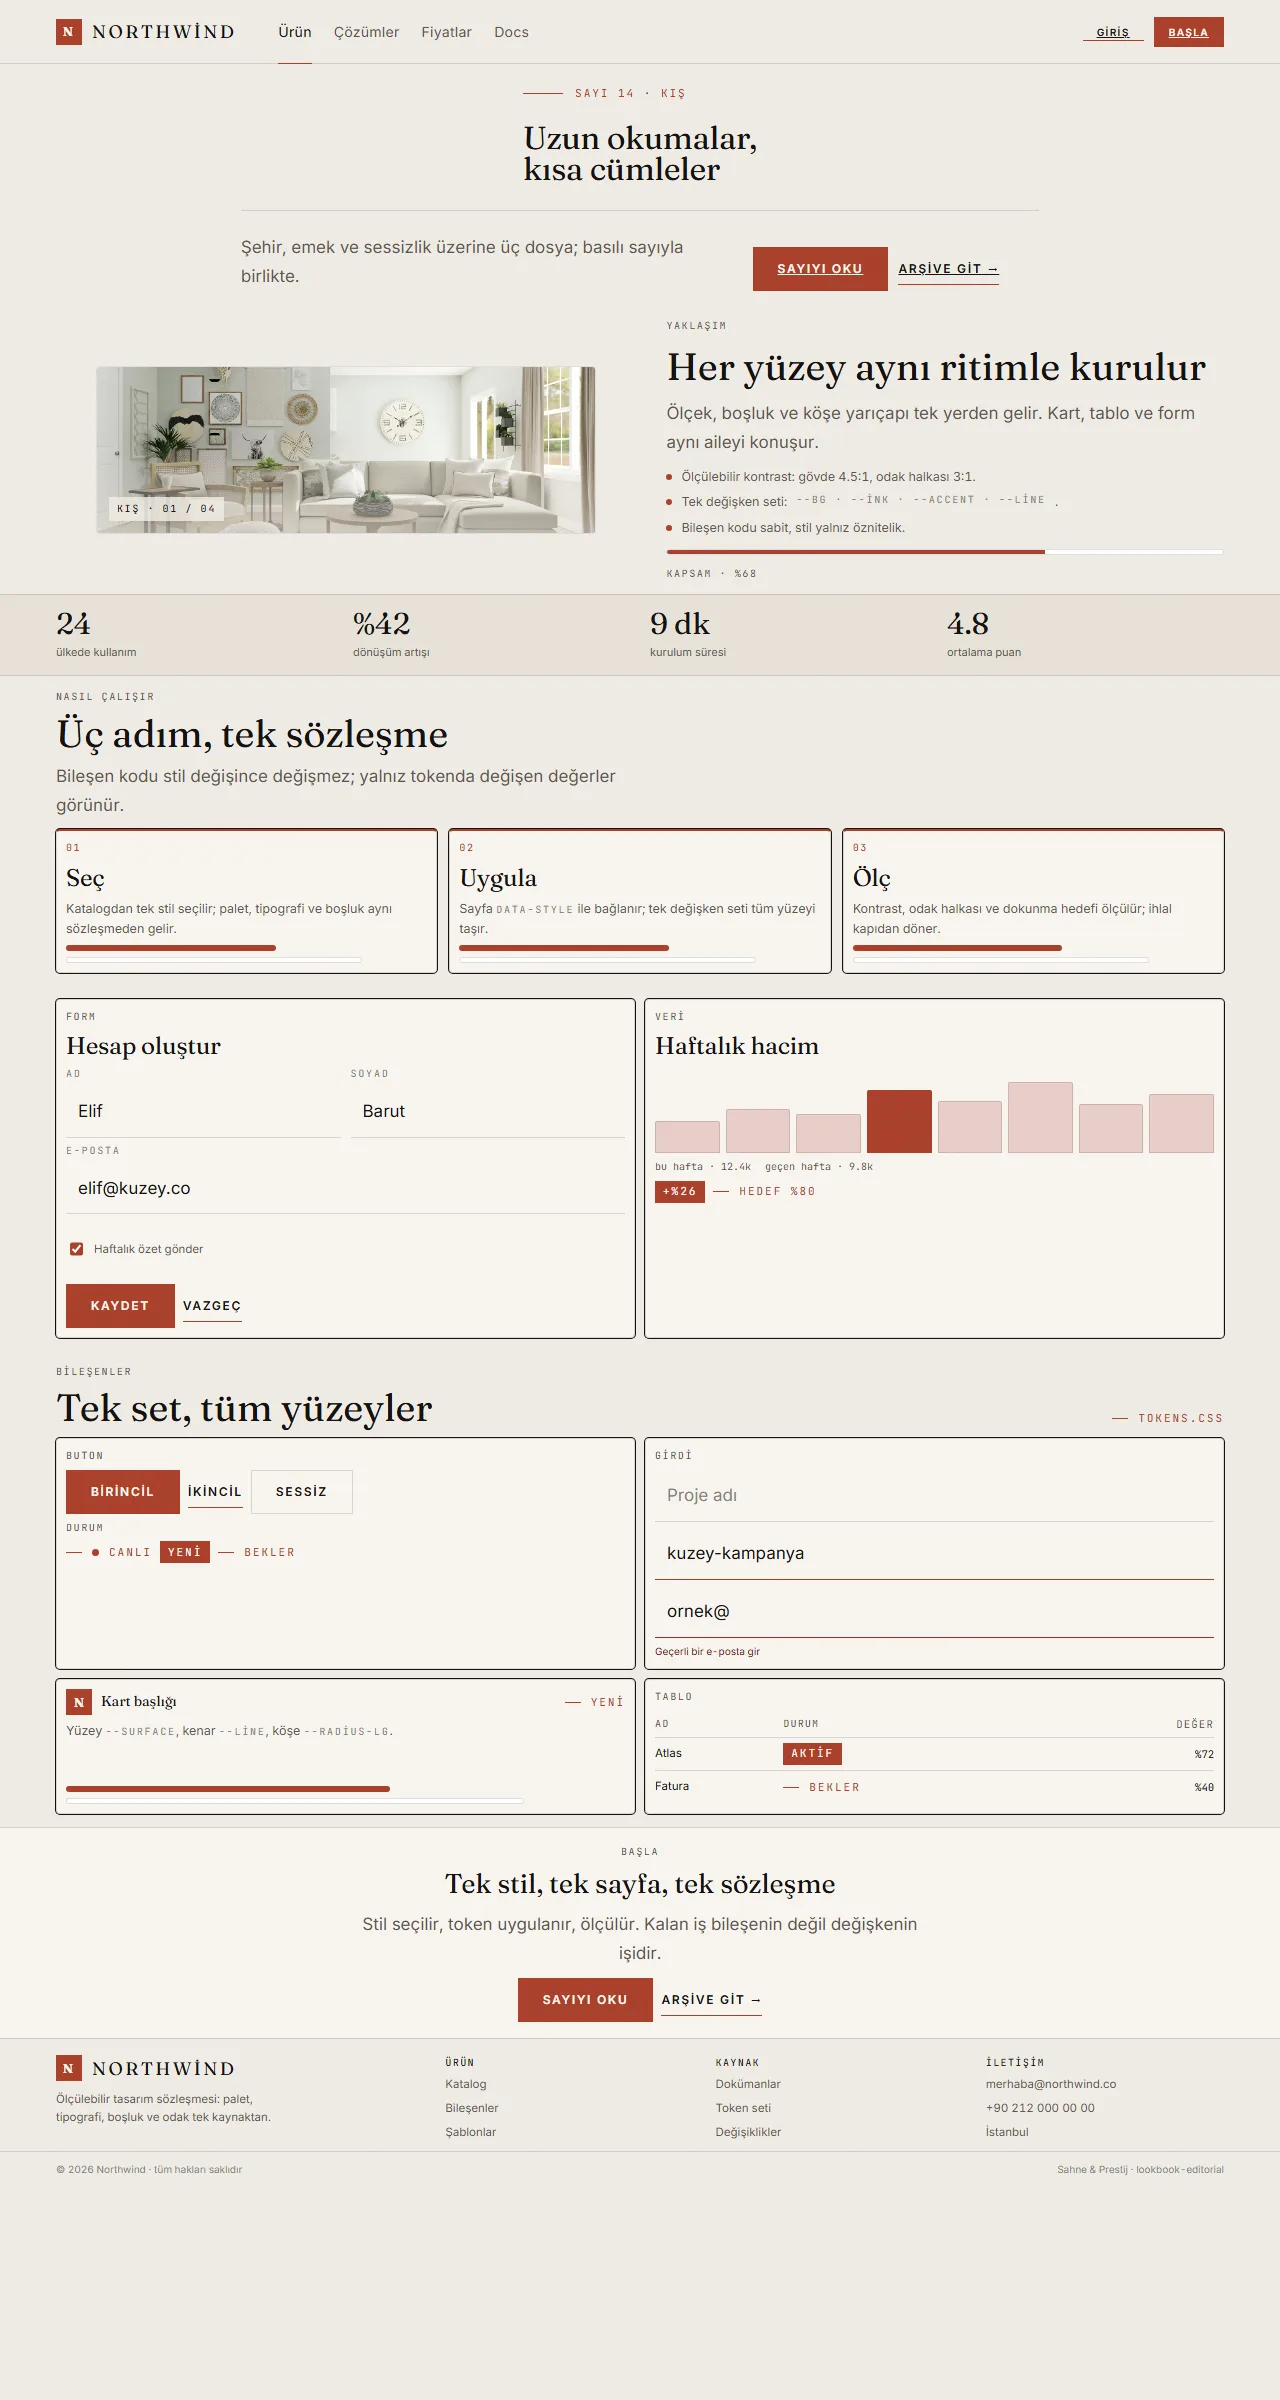 N NORTHWİND Ürün Çözümler Fiyatlar Docs GİRİŞ BAŞLA
SAYI 14 · KIŞ
Uzun okumalar,
kısa cümleler
Şehir, emek ve sessizlik üzerine üç dosya; basılı sayıyla
birlikte.
SAYIYI OKU ARŞİVE GİT →
KIŞ · 01 / 04
YAKLAŞIM
Her yüzey aynı ritimle kurulur
Ölçek, boşluk ve köşe yarıçapı tek yerden gelir. Kart, tablo ve form
aynı aileyi konuşur.
Ölçülebilir kontrast: gövde 4.5:1, odak halkası 3:1.
Tek değişken seti: --BG · --İNK · --ACCENT · --LİNE .
Bileşen kodu sabit, stil yalnız öznitelik.
KAPSAM · %68
24 %42 9 dk 4.8
ülkede kullanım dönüşüm artışı kurulum süresi ortalama puan
NASIL ÇALIŞIR
Üç adım, tek sözleşme
Bileşen kodu stil değişince değişmez; yalnız tokenda değişen değerler
görünür.
01
Seç
Katalogdan tek stil seçilir; palet, tipografi ve boşluk aynı
sözleşmeden gelir.
02
Uygula
Sayfa DATA-STYLE ile bağlanır; tek değişken seti tüm yüzeyi
taşır.
03
Ölç
Kontrast, odak halkası ve dokunma hedefi ölçülür; ihlal
kapıdan döner.
FORM
Hesap oluştur
AD SOYAD
Elif Barut
E-POSTA
elif@kuzey.co
Haftalık özet gönder
KAYDET VAZGEÇ
VERİ
Haftalık hacim
bu hafta · 12.4k geçen hafta · 9.8k
+%26 HEDEF %80
BİLEŞENLER
Tek set, tüm yüzeyler
TOKENS.CSS
BUTON
BİRİNCİL İKİNCİL SESSİZ
DURUM
CANLI YENİ BEKLER
GİRDİ
Proje adı
kuzey-kampanya
ornek@
Geçerli bir e-posta gir
N Kart başlığı YENİ
Yüzey --SURFACE, kenar --LİNE, köşe --RADİUS-LG.
TABLO
AD DURUM DEĞER
Atlas AKTİF %72
Fatura BEKLER %40
BAŞLA
Tek stil, tek sayfa, tek sözleşme
Stil seçilir, token uygulanır, ölçülür. Kalan iş bileşenin değil değişkenin
işidir.
SAYIYI OKU ARŞİVE GİT →
N NORTHWİND
Ölçülebilir tasarım sözleşmesi: palet,
tipografi, boşluk ve odak tek kaynaktan.
ÜRÜN
Katalog
Bileşenler
Şablonlar
KAYNAK
Dokümanlar
Token seti
Değişiklikler
İLETİŞİM
merhaba@northwind.co
+90 212 000 00 00
İstanbul
© 2026 Northwind · tüm hakları saklıdır
Sahne & Prestij · lookbook-editorial